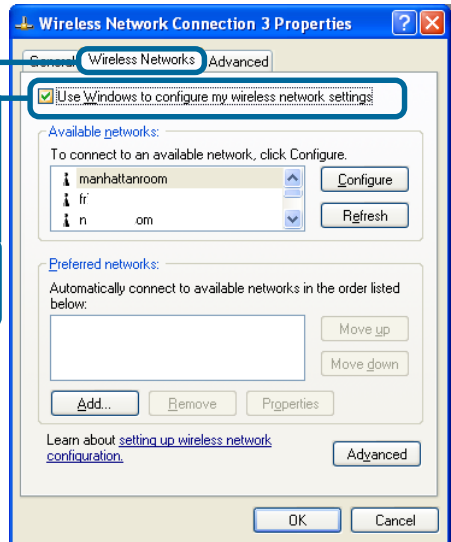 Wireless Network Connection 3 Properties
General Wireless Networks Advanced
Use Windows to configure my wireless network settings
Available networks:
To connect to an available network, click Configure.
manhattanroom
Configure
fr
n om
Refresh
Preferred networks:
Automatically connect to available networks in the order listed
below:
Move up
Move down
Add... Remove Properties
Learn about setting up wireless network
configuration.
Advanced
OK Cancel